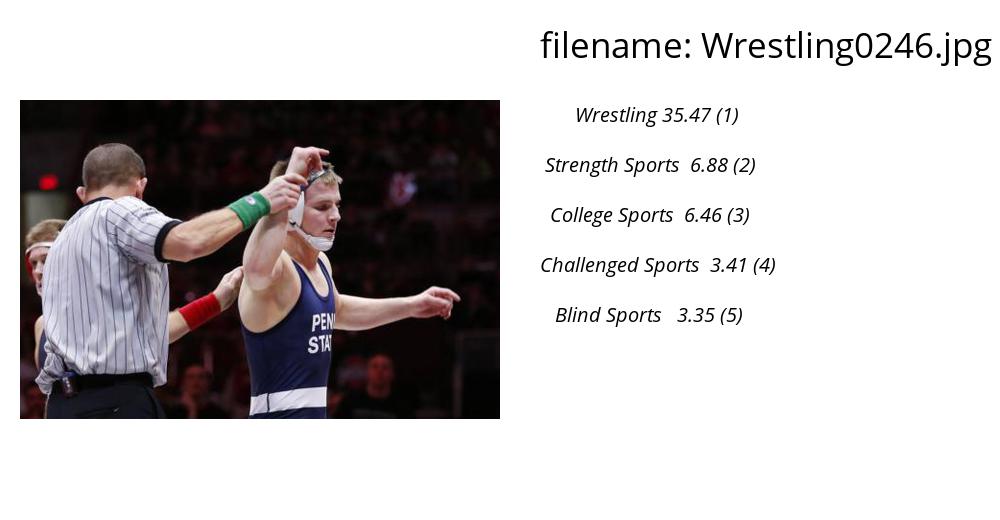 filename: Wrestling0246.jpg
Wrestling 35.47 (1)
Strength Sports 6.88 (2)
College Sports 6.46 (3)
Challenged Sports 3.41 (4)
Blind Sports 3.35 (5)
PENN
STATE